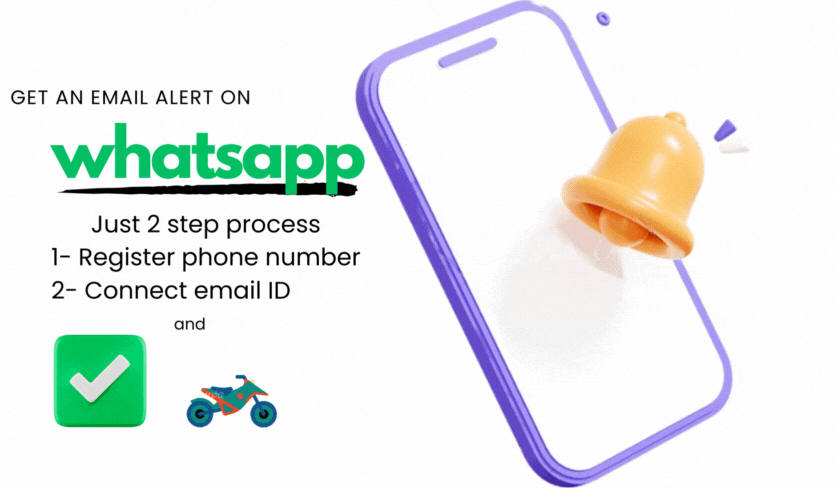 GET AN EMAIL ALERT ON
whatsapp
Just 2 step process
1- Register phone number
2- Connect email ID
and